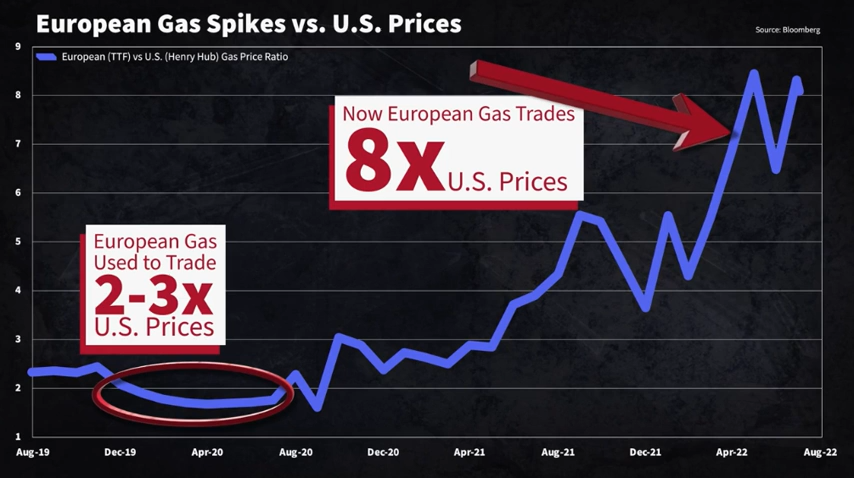 European Gas Spikes vs. U.S. Prices
Source: Bloomberg
9
European (TTF) vs U.S. (Henry Hub) Gas Price Ratio
8
7
6
5
4
3
2
1
Now European Gas Trades
8x U.S. Prices
European Gas
Used to Trade
2-3x
U.S. Prices
Aug-19 Dec-19 Apr-20 Aug-20 Dec-20 Apr-21 Aug-21 Dec-21 Apr-22 Aug-22